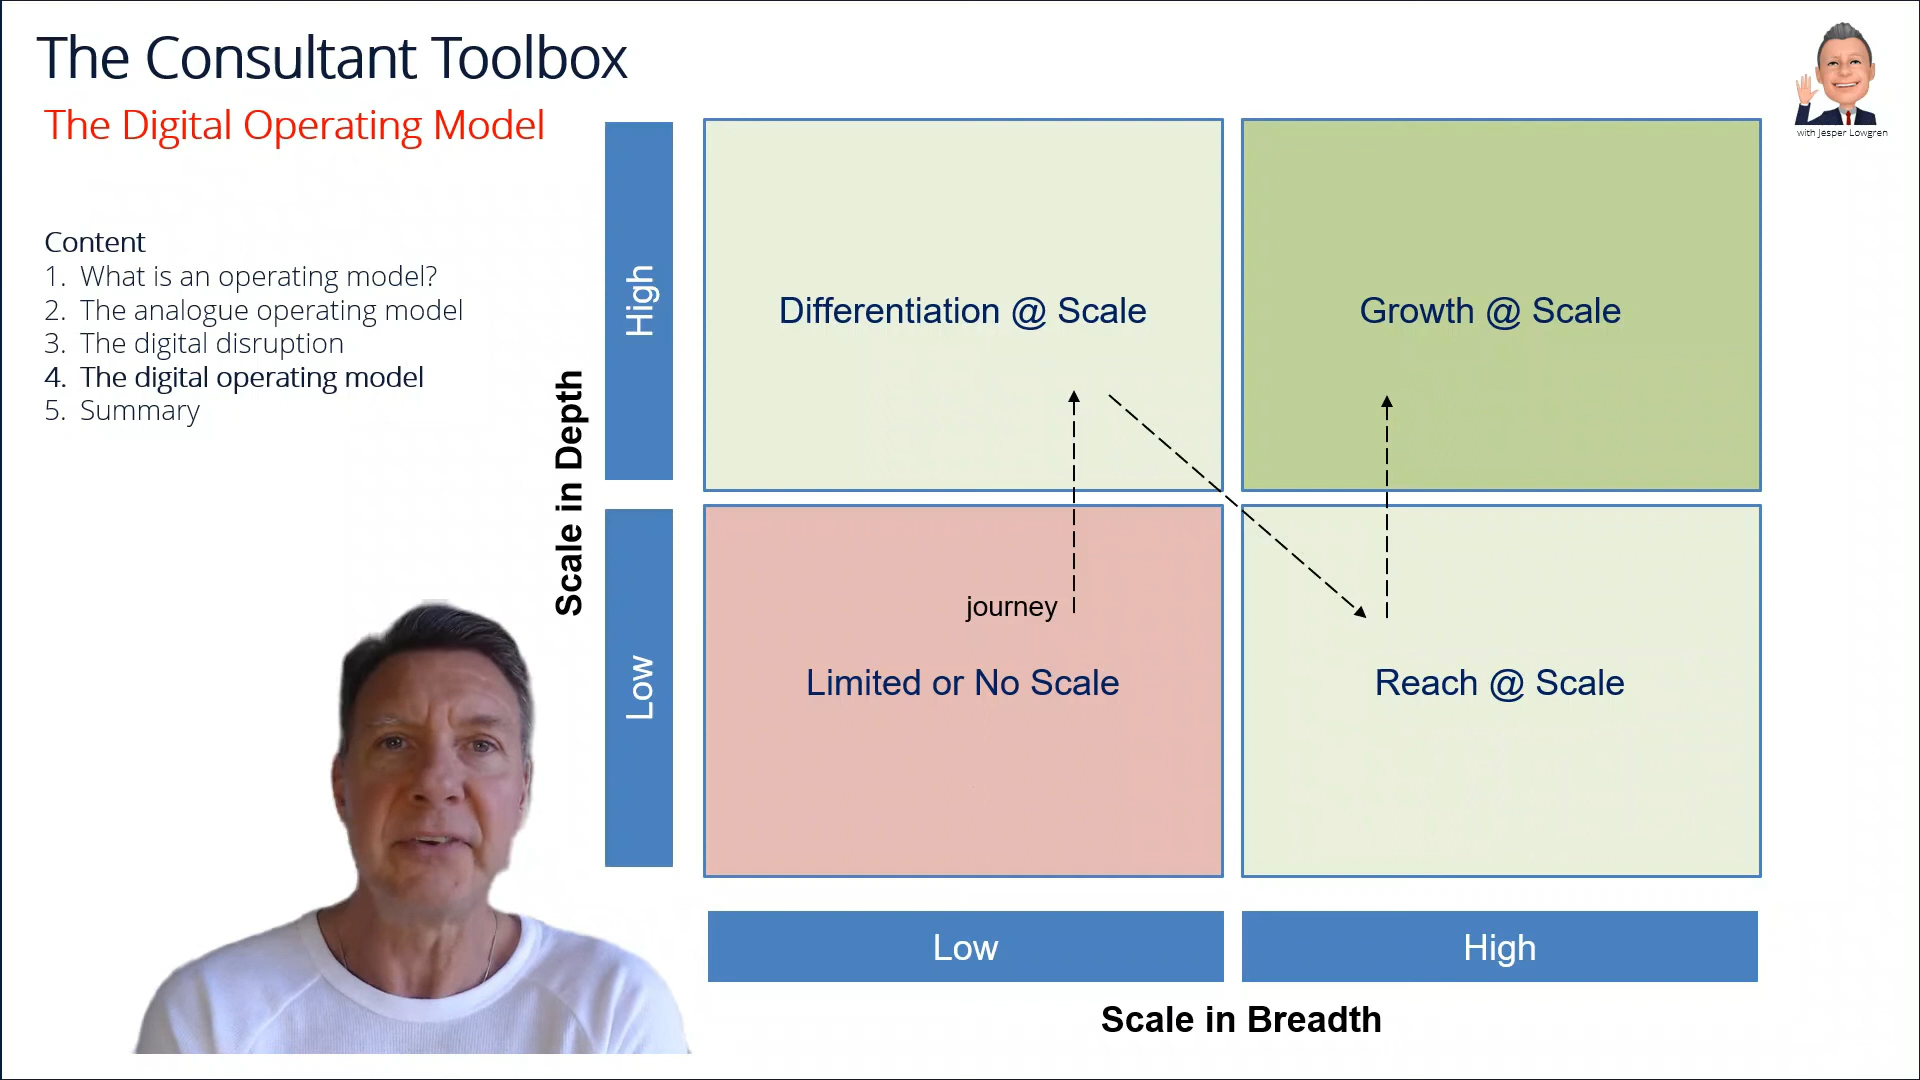 The Consultant Toolbox
The Digital Operating Model
with Jesper Lowgren
Content
1. What is an operating model?
2. The analogue operating model
3. The digital disruption
4. The digital operating model
5. Summary
Scale in Depth
High
Low
Differentiation @ Scale
Growth @ Scale
journey
Limited or No Scale
Reach @ Scale
Low
High
Scale in Breadth